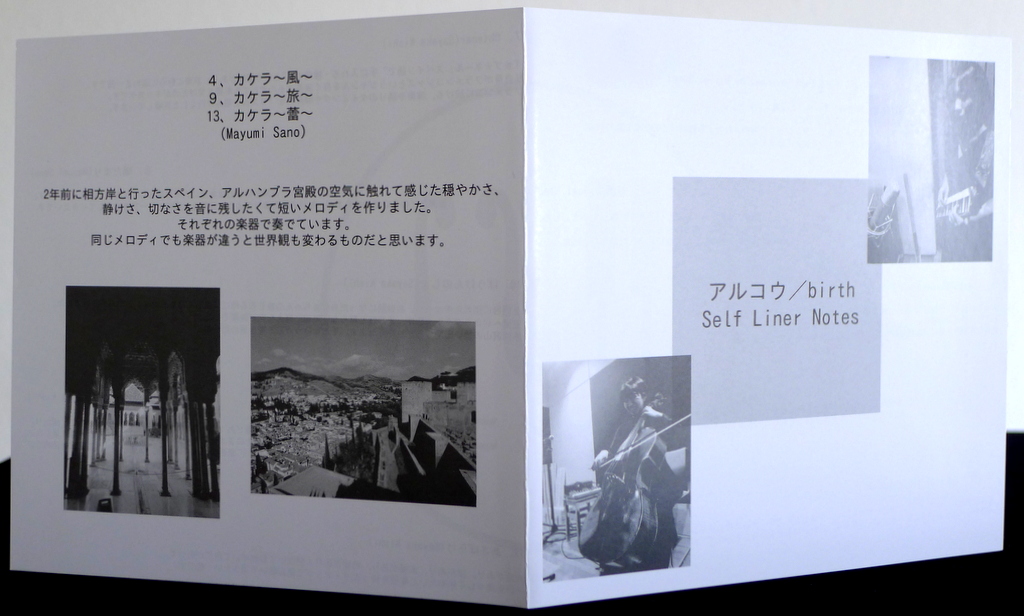 4、カケラ～風～
9、カケラ～旅～
13、カケラ～蕾～
(Mayumi Sano)
2年前に相方岸と行ったスペイン、アルハンブラ宮殿の空気に触れて感じた穏やかさ、
静けさ、切なさを音に残したくて短いメロディを作りました。
それぞれの楽器で奏でています。
同じメロディでも楽器が違うと世界観も変わるものだと思います。
アルコウ／birth
Self Liner Notes